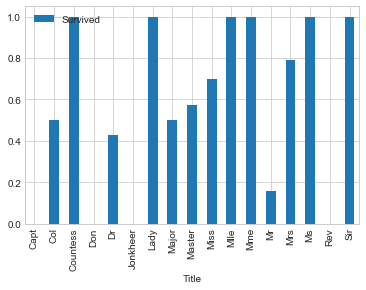 Survived
1.0
0.8
0.6
0.4
0.2
0.0
Capt
Col
Countess
Don
Dr
Jonkheer
Lady
Major
Master
Miss
Mlle
Mme
Mr
Mrs
Ms
Rev
Sir
Title